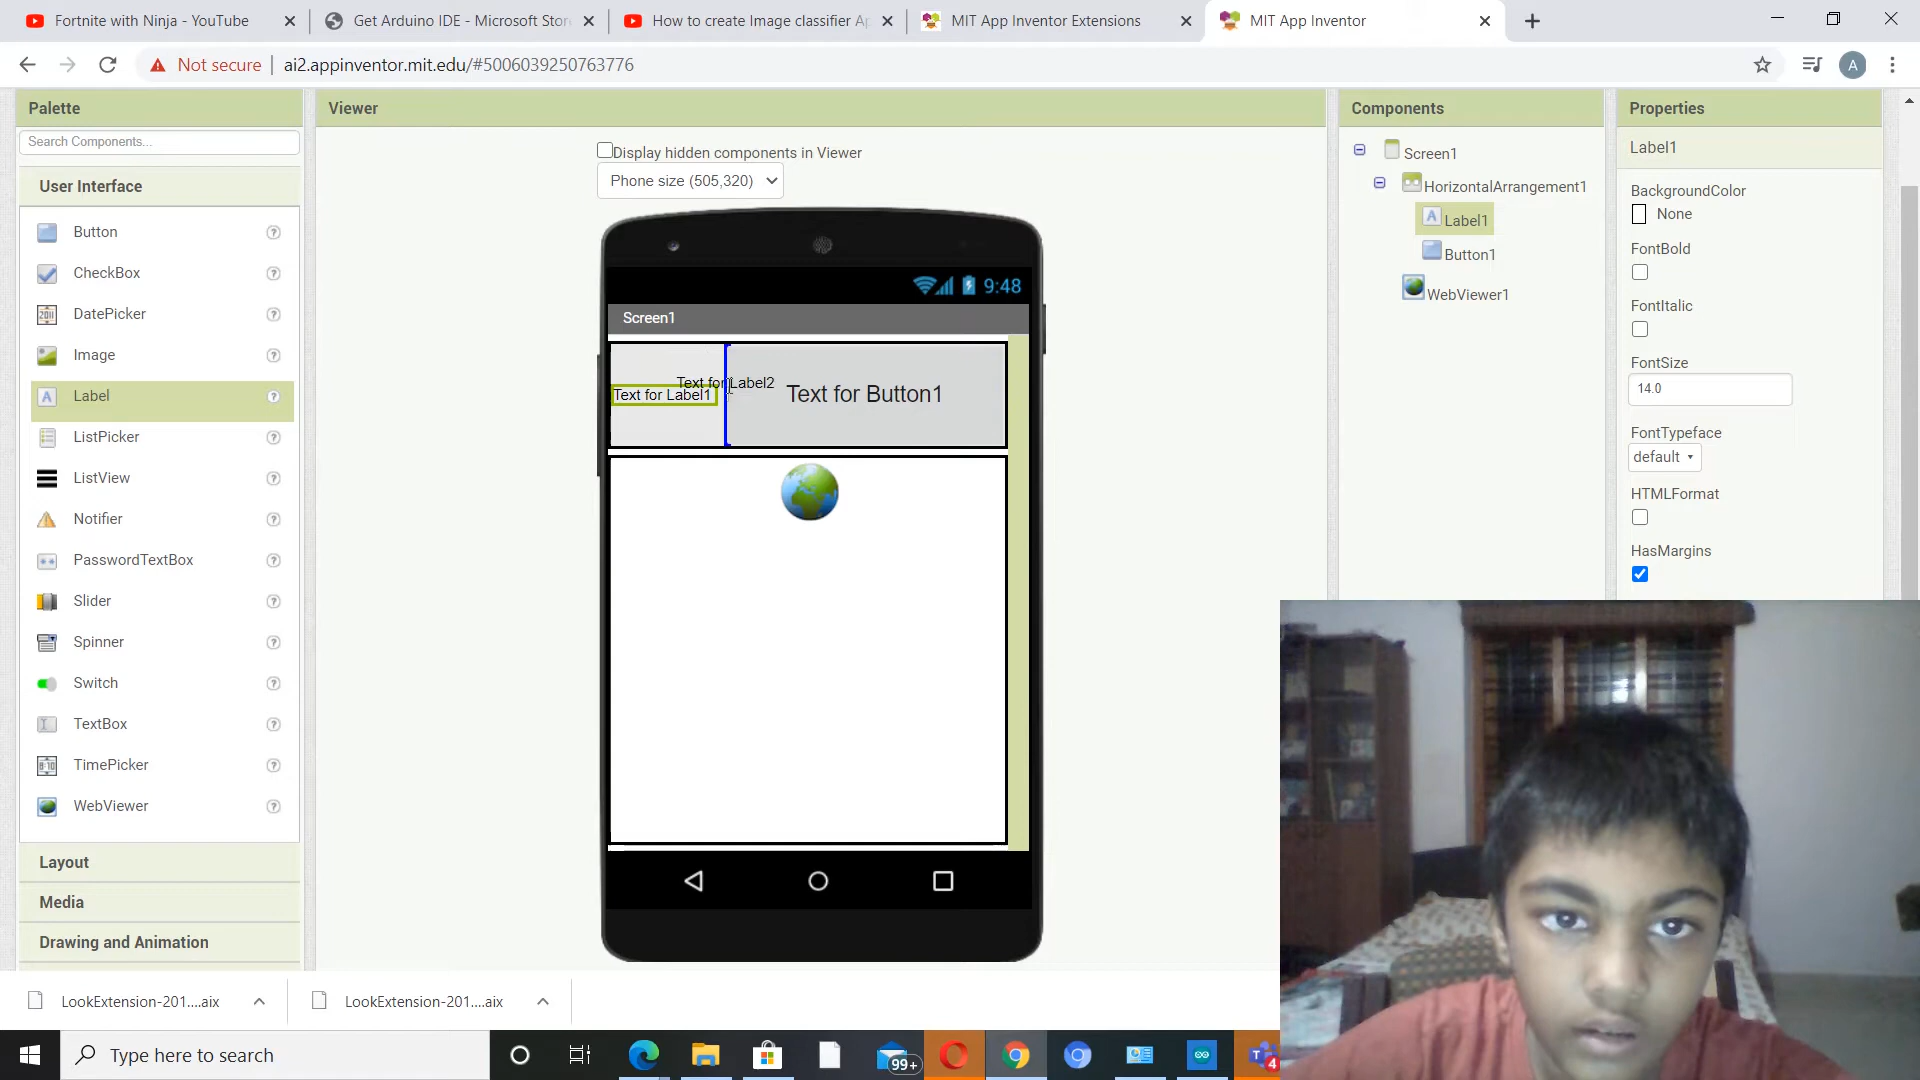 Fortnite with Ninja - YouTube
Get Arduino IDE - Microsoft Stor
How to create Image classifier Ap
MIT App Inventor Extensions
MIT App Inventor
Not secure
ai2.appinventor.mit.edu/#5006039250763776
A
Palette
Viewer
Components
Properties
Search Components...
User Interface
Button
CheckBox
DatePicker
Image
Label
ListPicker
ListView
Notifier
PasswordTextBox
Slider
Spinner
Switch
TextBox
TimePicker
WebViewer
Layout
Media
Drawing and Animation
Display hidden components in Viewer
Phone size (505,320)
9:48
Screen1
Text for Label2
Text for Label1
Text for Button1
Screen1
HorizontalArrangement1
Label1
Button1
WebViewer1
Label1
BackgroundColor
None
FontBold
FontItalic
FontSize
14.0
FontTypeface
default
HTMLFormat
HasMargins
LookExtension-201....aix
LookExtension-201....aix
Type here to search
99+
4